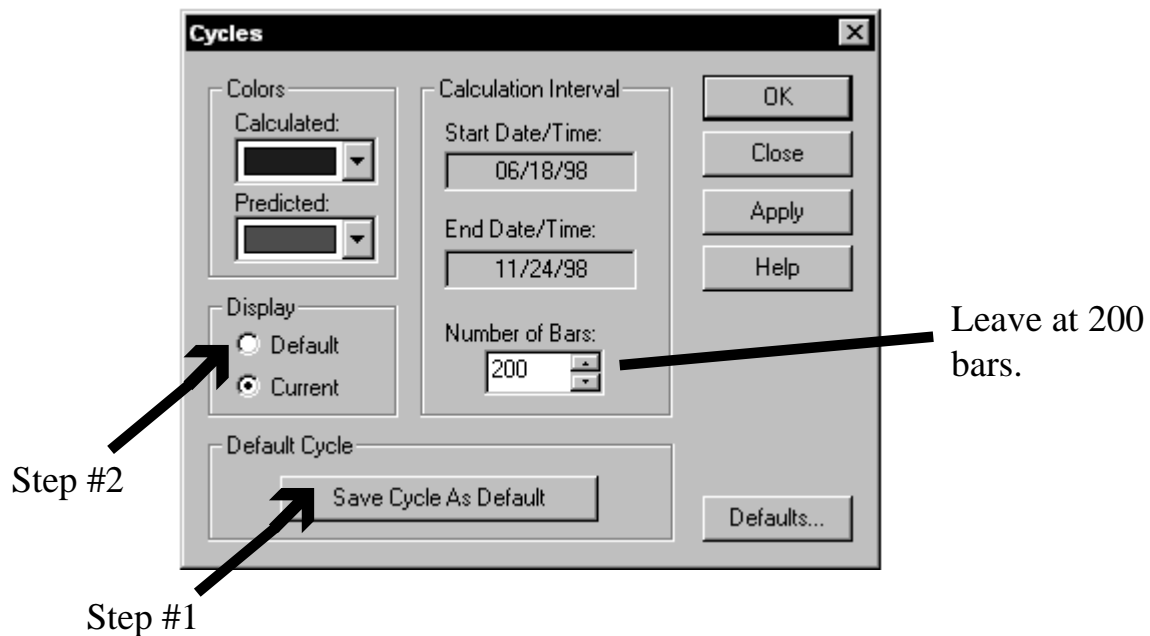 Cycles
Colors
Calculated:
Predicted:
Display
Default
Current
Calculation Interval
Start Date/Time:
06/18/98
End Date/Time:
11/24/98
Number of Bars:
200
OK
Close
Apply
Help
Leave at 200
bars.
Step #2
Default Cycle
Save Cycle As Default
Defaults...
Step #1